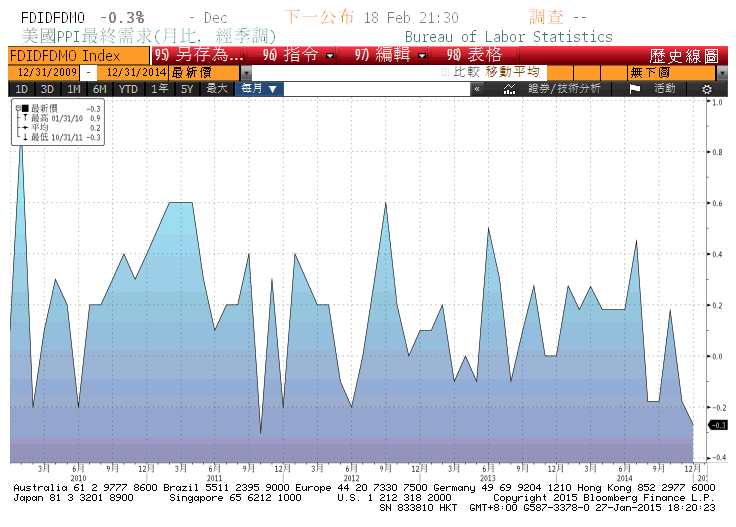 FDIDFDMO -0.3% - Dec 下一公布 18 Feb 21:30 調查 --
美國PPI最終需求(月比, 經季調) Bureau of Labor Statistics
FDIDFDMO Index 95) 另存為... 96) 指令 97) 編輯 98) 表格 歷史線圖
12/31/2009 - 12/31/2014 最新價 比較 移動平均 無下圖
1D 3D 1M 6M YTD 1年 5Y 最大 每月 ▼ « 證券/技術分析 活動
最新價 -0.3
最高 01/31/10 0.9
平均 0.2
最低 10/31/11 -0.3
1.0
0.8
0.6
0.4
0.2
0.0
-0.2
-0.3
-0.4
3月 6月 9月 12月 3月 6月 9月 12月 3月 6月 9月 12月 3月 6月 9月 12月 3月 6月 9月 12月
2010 2011 2012 2013 2014 201
Australia 61 2 9777 8600 Brazil 5511 2395 9000 Europe 44 20 7330 7500 Germany 49 69 9204 1210 Hong Kong 852 2977 6000
Japan 81 3 3201 8900 Singapore 65 6212 1000 U.S. 1 212 318 2000 Copyright 2015 Bloomberg Finance L.P.
SN 833810 HKT GMT+8:00 G587-3378-0 27-Jan-2015 18:20:23